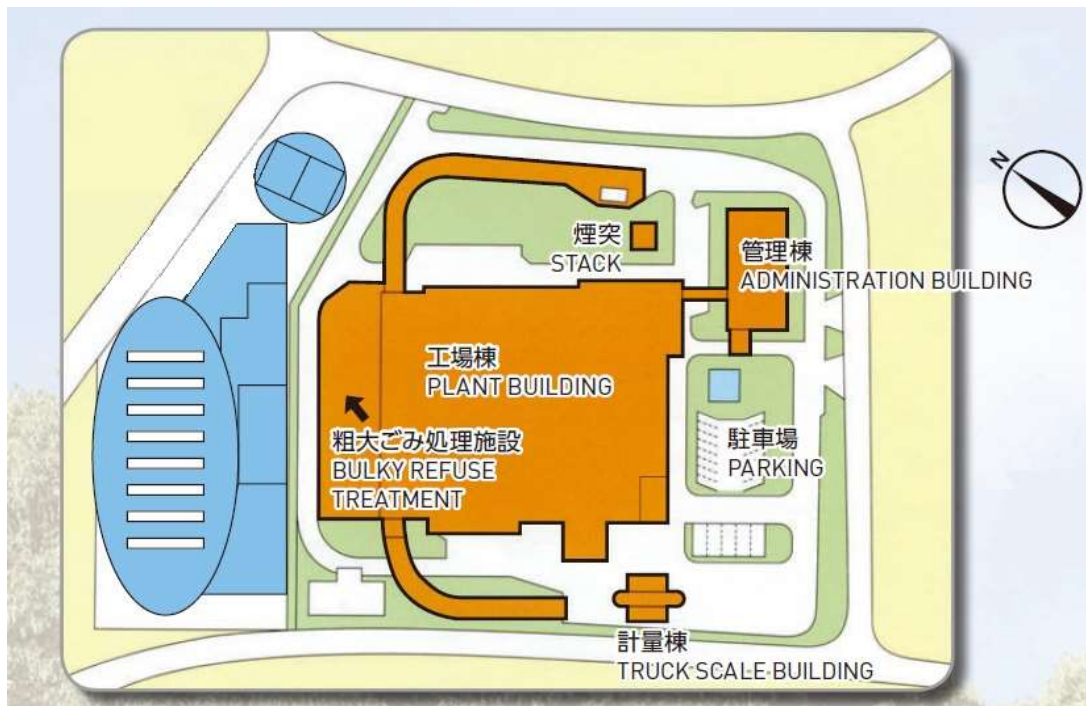 N
煙突
STACK
管理棟
ADMINISTRATION BUILDING
工場棟
PLANT BUILDING
粗大ごみ処理施設
BULKY REFUSE
TREATMENT
駐車場
PARKING
計量棟
TRUCK SCALE BUILDING